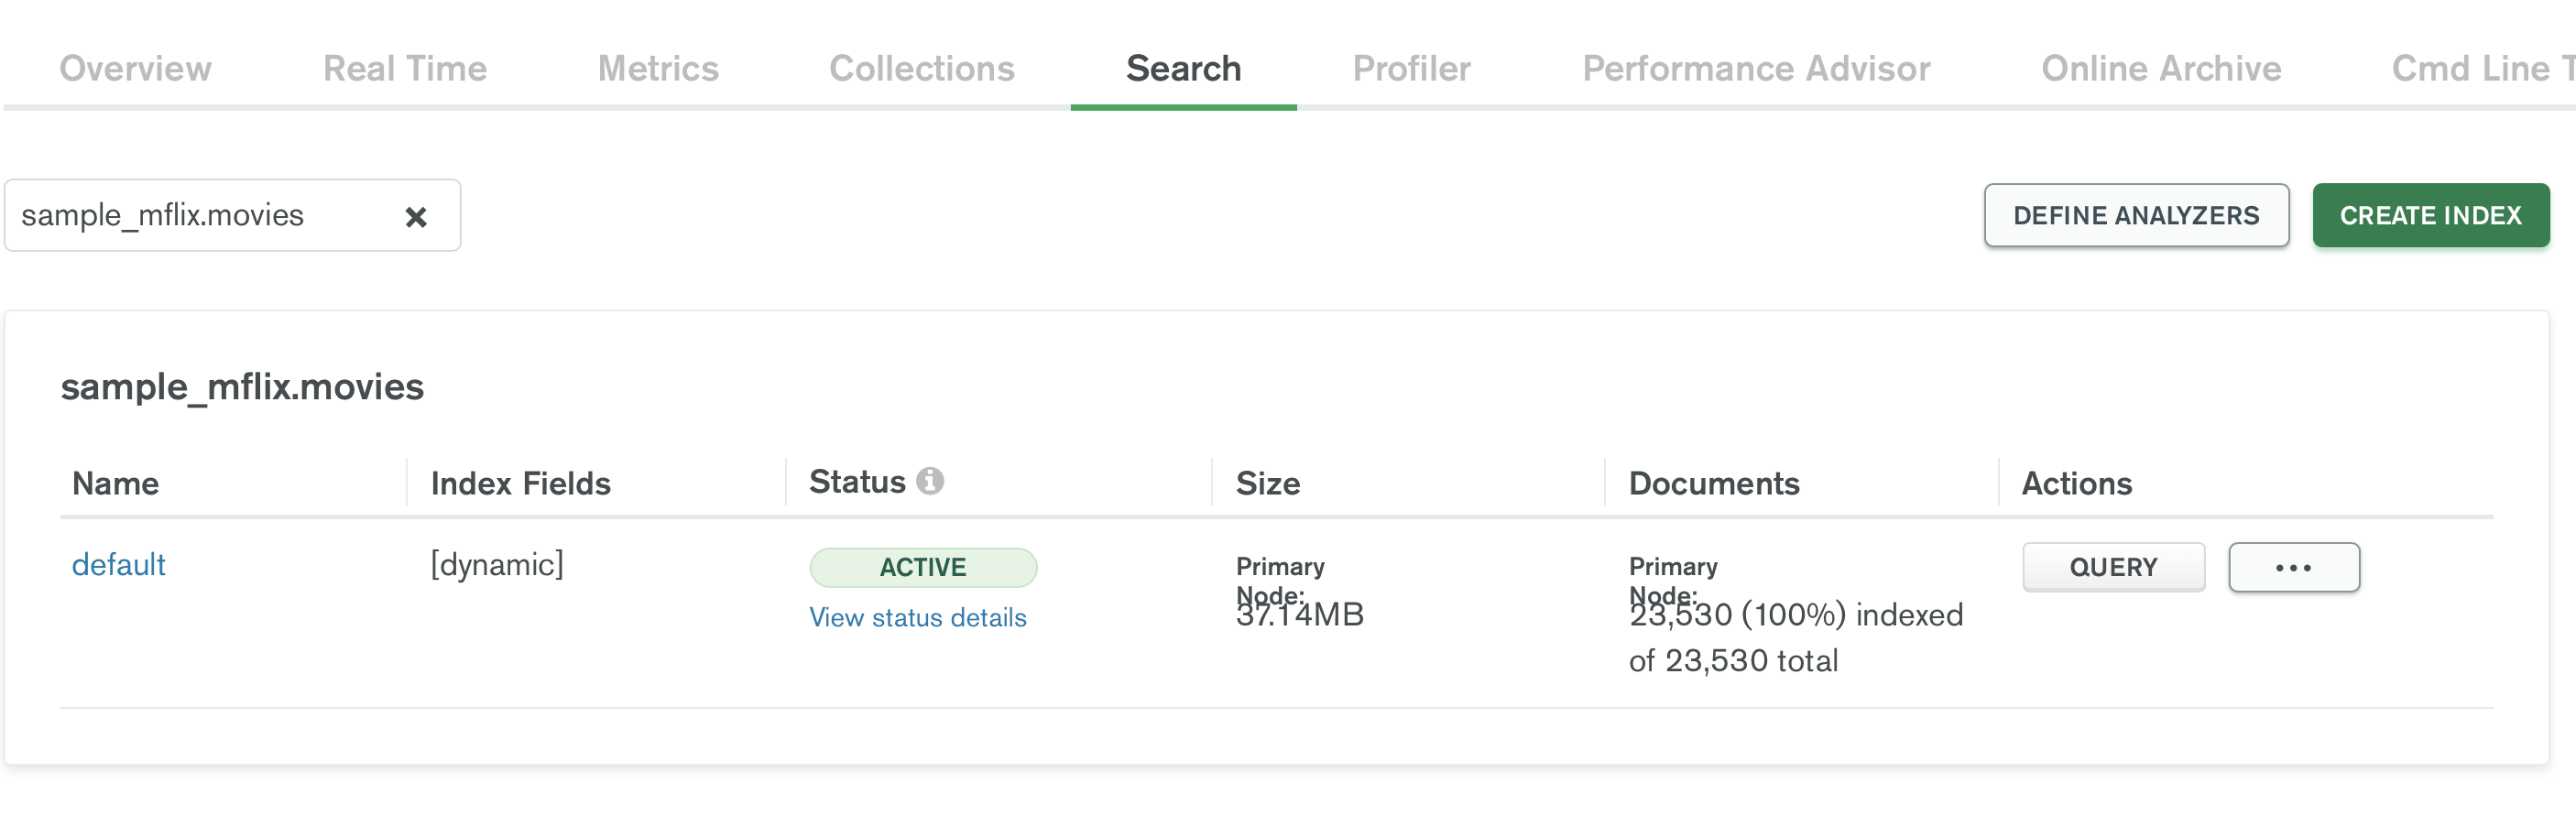 Overview Real Time Metrics Collections Search Profiler Performance Advisor Online Archive Cmd Line T
sample_mflix.movies
DEFINE ANALYZERS CREATE INDEX
sample_mflix.movies
Name Index Fields Status Size Documents Actions
default [dynamic] ACTIVE Primary Primary QUERY
Node: Node:
View status details 37.14MB 23,530 (100%) indexed
of 23,530 total